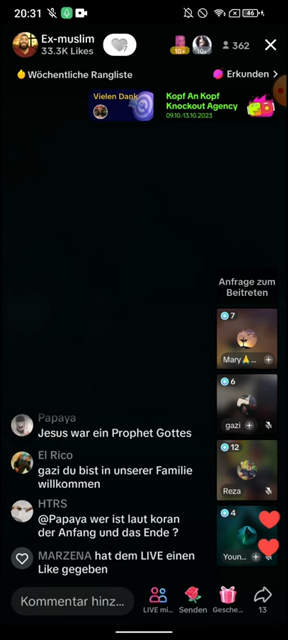 20:31
46
Ex-muslim
33.3K Likes
10+
10+
362
Wöchentliche Rangliste
Erkunden >
Vielen Dank
Kopf An Kopf
Knockout Agency
09.10.-13.10.2023
Anfrage zum
Beitreten
7
Mary🙏...
6
gazi
12
Reza
4
Youn...
Papaya
Jesus war ein Prophet Gottes
El Rico
gazi du bist in unserer Familie
willkommen
HTRS
@Papaya wer ist laut koran
der Anfang und das Ende ?
MARZENA hat dem LIVE einen
Like gegeben
Kommentar hinz...
LIVE mi...
Senden
Gesche...
13